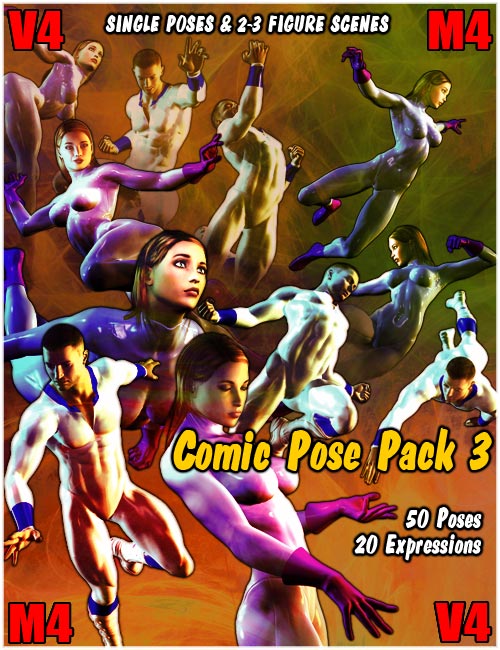 V4
SINGLE POSES & 2-3 FIGURE SCENES
M4
Comic Pose Pack 3
50 Poses
20 Expressions
M4
V4